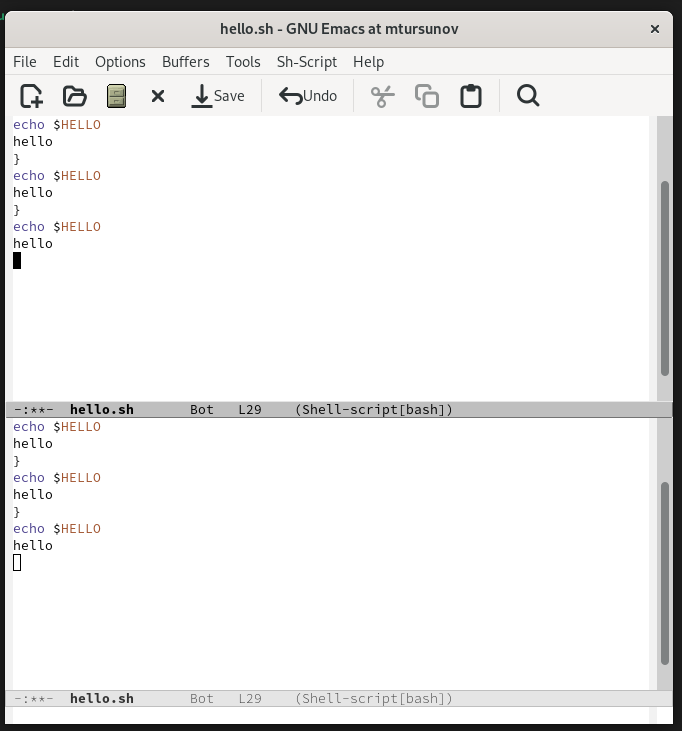 hello.sh - GNU Emacs at mtursunov
File Edit Options Buffers Tools Sh-Script Help
Save Undo
echo $HELLO
hello
}
echo $HELLO
hello
}
echo $HELLO
hello
-:**- hello.sh Bot L29 (Shell-script[bash])
echo $HELLO
hello
}
echo $HELLO
hello
}
echo $HELLO
hello
-:**- hello.sh Bot L29 (Shell-script[bash])